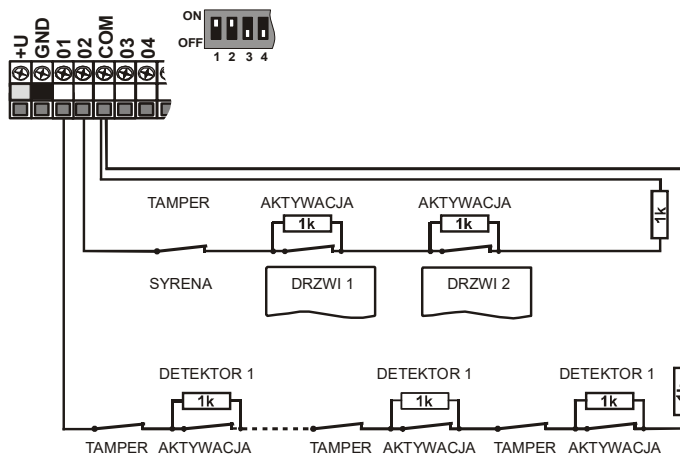 ON
OFF
1 2 3 4
+U GND 01 02 COM 03 04
TAMPER AKTYWACJA AKTYWACJA
1k 1k 1k
SYRENA DRZWI 1 DRZWI 2
DETEKTOR 1 DETEKTOR 1 DETEKTOR 1
1k 1k 1k
TAMPER AKTYWACJA TAMPER AKTYWACJA TAMPER AKTYWACJA